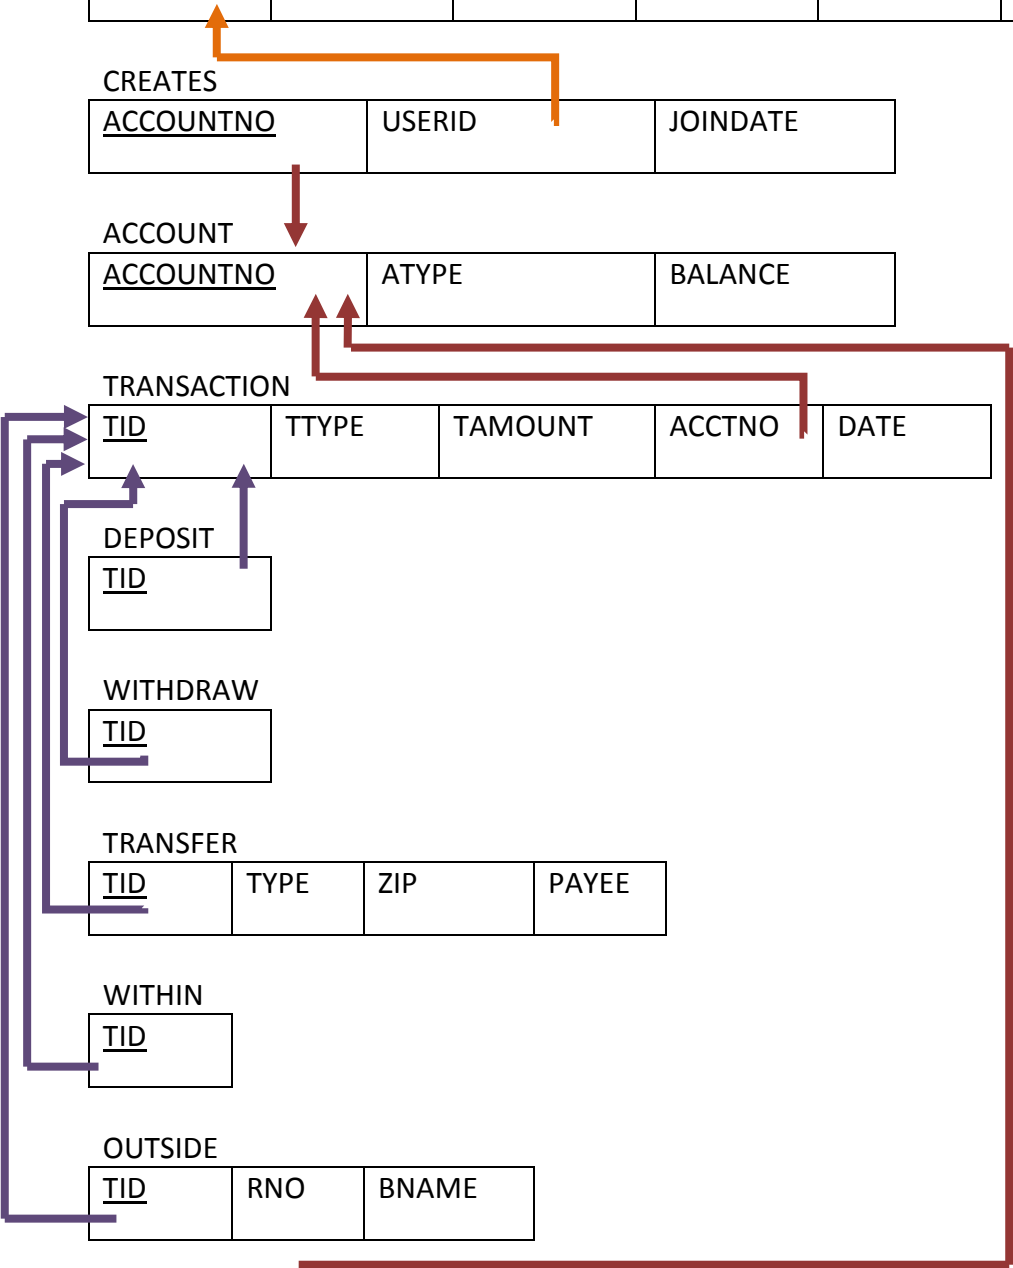 CREATES
ACCOUNTNO USERID JOINDATE
ACCOUNT
ACCOUNTNO ATYPE BALANCE
TRANSACTION
TID TTYPE TAMOUNT ACCTNO DATE
DEPOSIT
TID
WITHDRAW
TID
TRANSFER
TID TYPE ZIP PAYEE
WITHIN
TID
OUTSIDE
TID RNO BNAME